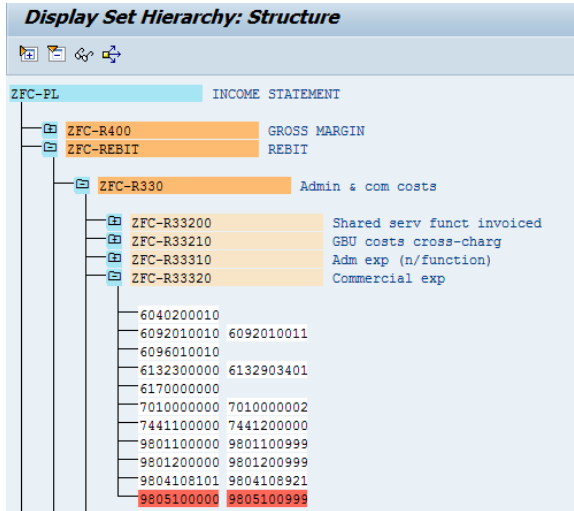 Display Set Hierarchy: Structure
ZFC-PL INCOME STATEMENT
ZFC-R400 GROSS MARGIN
ZFC-REBIT REBIT
ZFC-R330 Admin & com costs
ZFC-R33200 Shared serv funct invoiced
ZFC-R33210 GBU costs cross-charg
ZFC-R33310 Adm exp (n/function)
ZFC-R33320 Commercial exp
6040200010
6092010010 6092010011
6096010010
6132300000 6132903401
6170000000
7010000000 7010000002
7441100000 7441200000
9801100000 9801100999
9801200000 9801200999
9804108101 9804108921
9805100000 9805100999